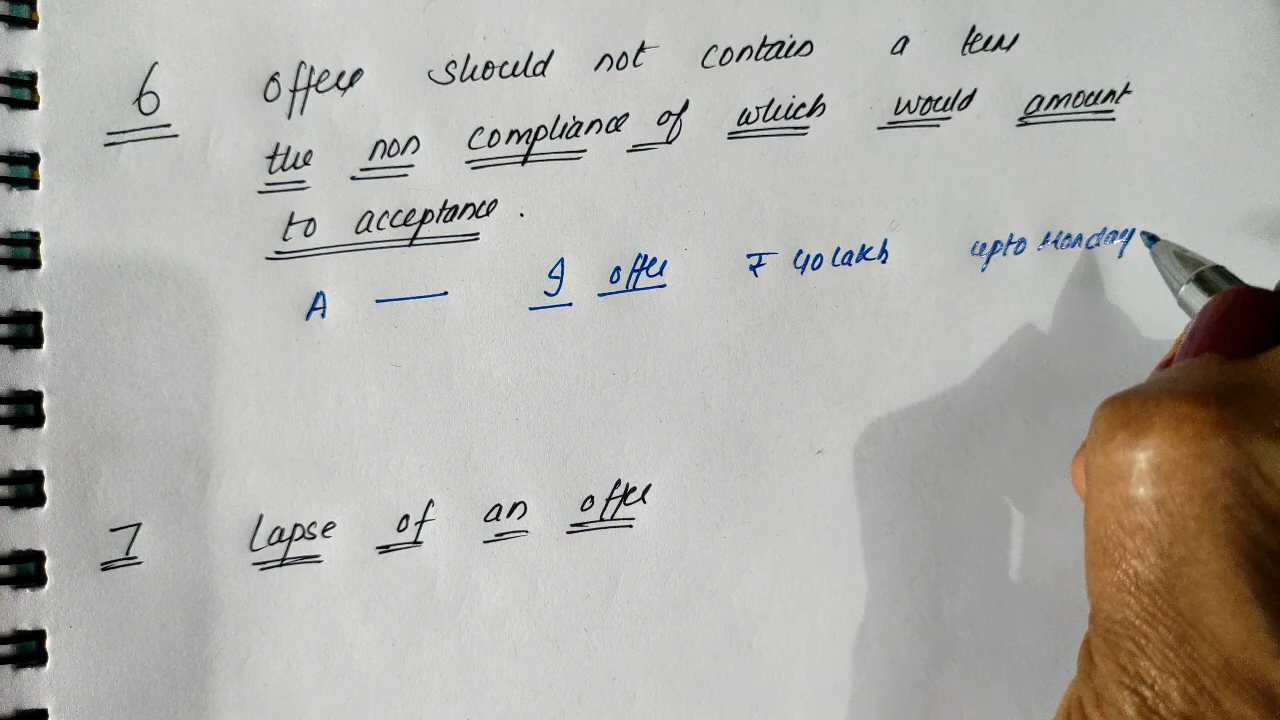 6 offer should not contain a term
the non compliance of which would amount
to acceptance.
A — I offer ₹ 40 lakh upto Monday
7 Lapse of an offer